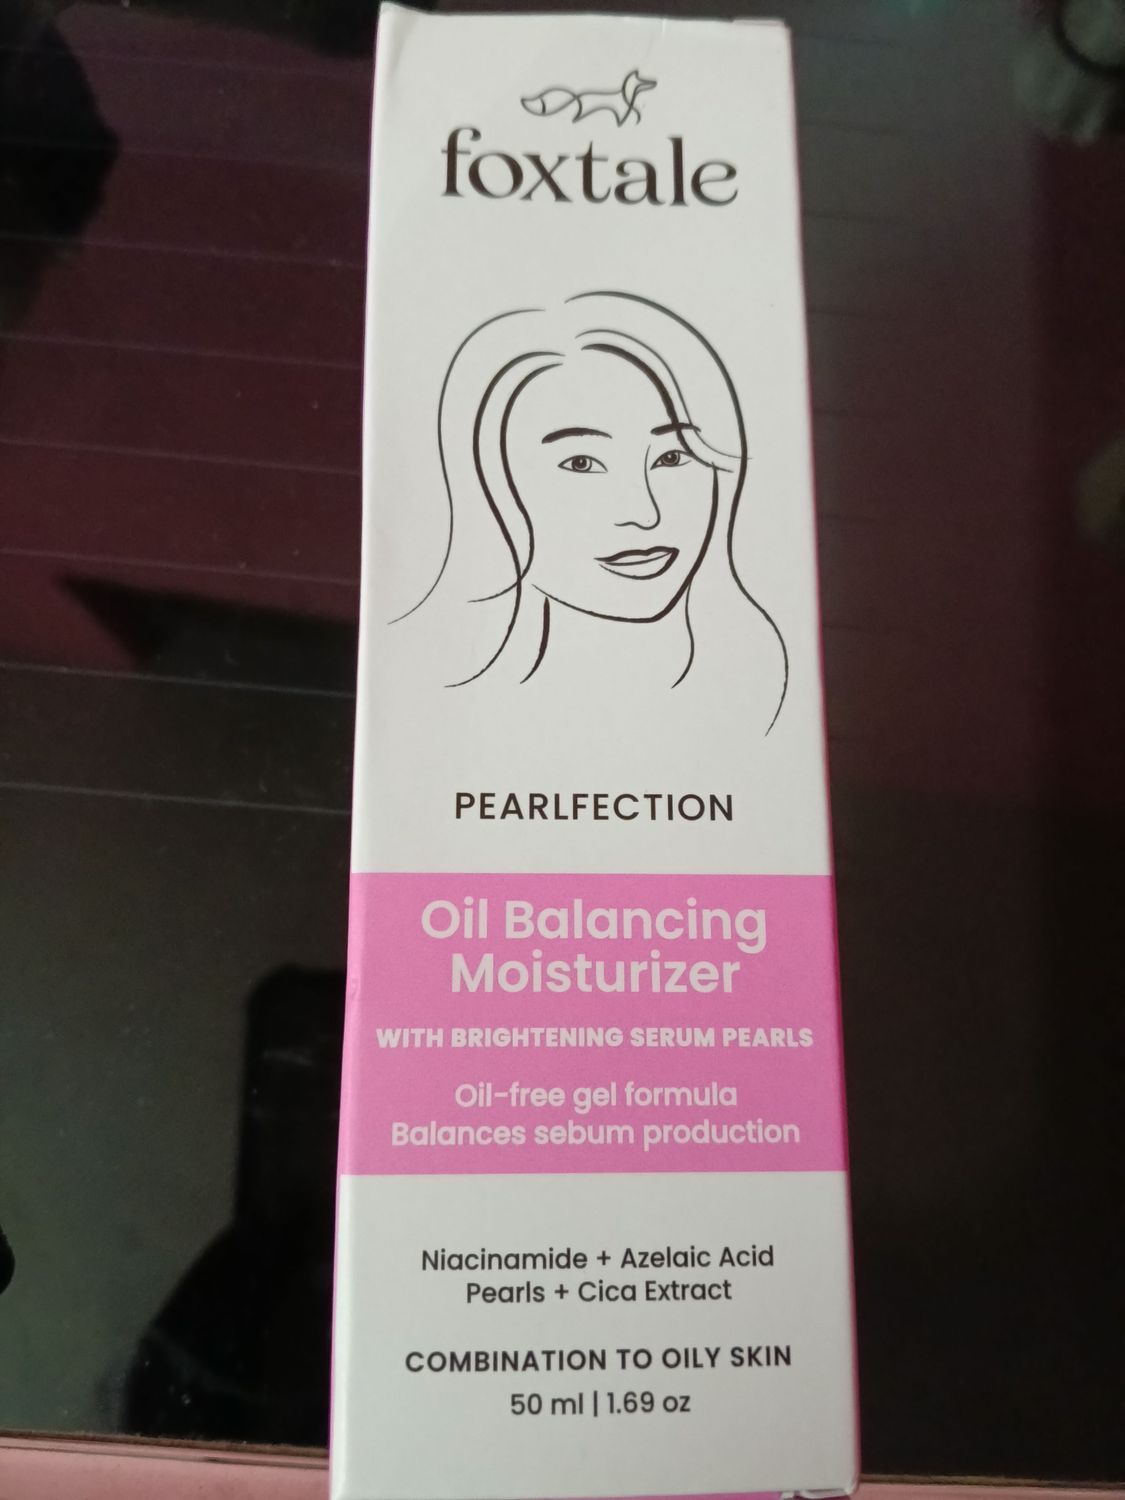 foxtale
PEARLFECTION
Oil Balancing
Moisturizer
WITH BRIGHTENING SERUM PEARLS
Oil-free gel formula
Balances sebum production
Niacinamide + Azelaic Acid
Pearls + Cica Extract
COMBINATION TO OILY SKIN
50 ml | 1.69 oz